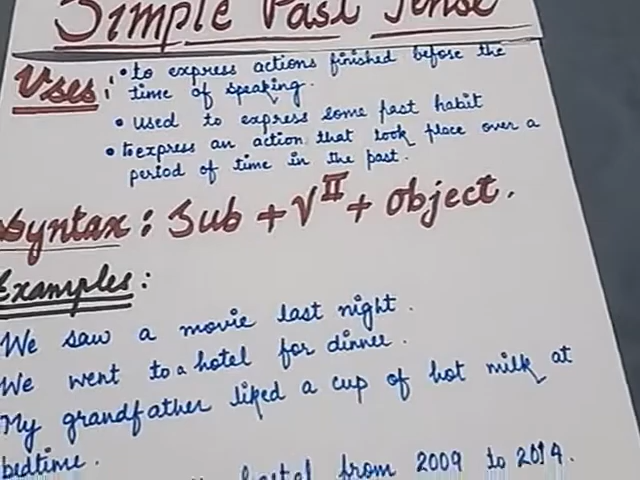 Simple Past Tense
Uses: • to express actions finished before the
time of speaking.
• used to express some past habit
• to express an action that took place over a
period of time in the past.
Syntax: Sub + V II + Object.
Examples:
We saw a movie last night.
We went to a hotel for dinner.
My grandfather liked a cup of hot milk at
bedtime.
hostel from 2009 to 2014.